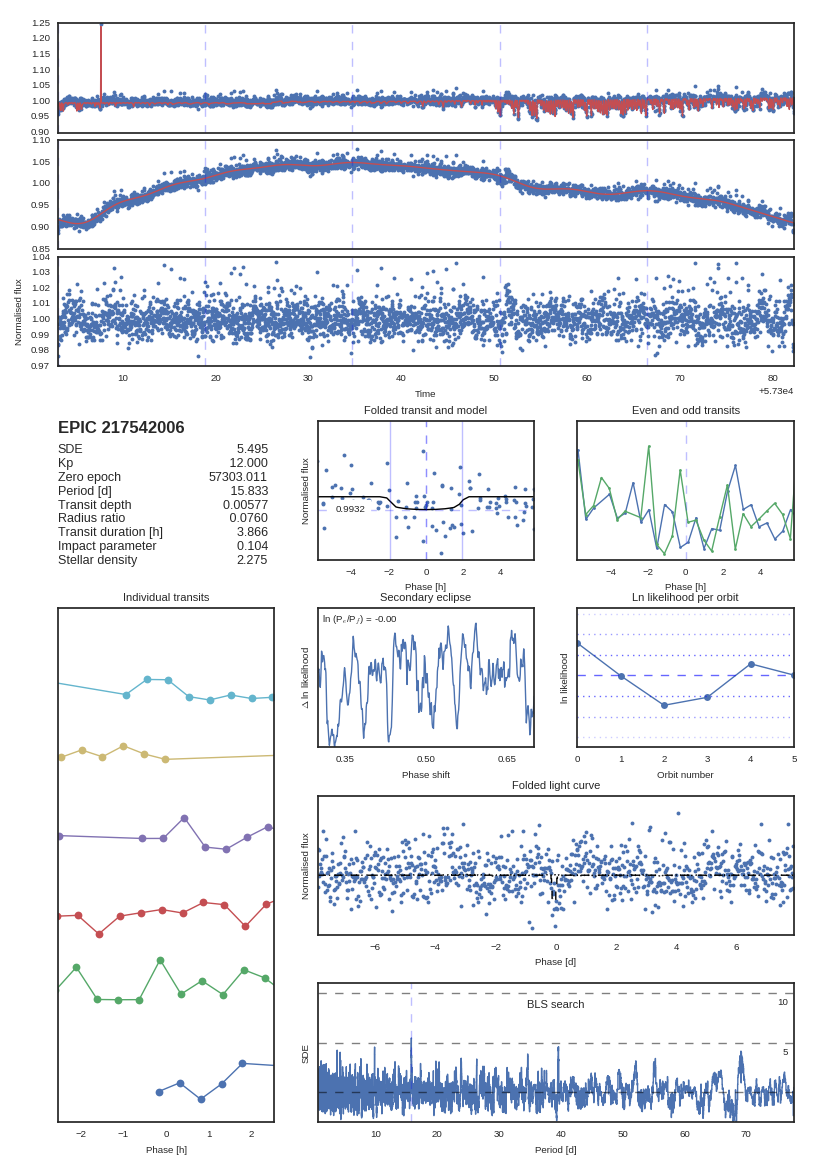 1.25
1.20
1.15
1.10
1.05
1.00
0.95
0.90
1.10
1.05
1.00
0.95
0.90
0.85
1.04
1.03
1.02
1.01
1.00
0.99
0.98
0.97
Normalised flux
10 20 30 40 50 60 70 80
Time
+5.73e4
EPIC 217542006
SDE 5.495
Kp 12.000
Zero epoch 57303.011
Period [d] 15.833
Transit depth 0.00577
Radius ratio 0.0760
Transit duration [h] 3.866
Impact parameter 0.104
Stellar density 2.275
Folded transit and model
Normalised flux
0.9932
−4 −2 0 2 4
Phase [h]
Even and odd transits
−4 −2 0 2 4
Phase [h]
Individual transits
−2 −1 0 1 2
Phase [h]
Secondary eclipse
ln (Pₑ/P𝒻) = -0.00
Δ ln likelihood
0.35 0.50 0.65
Phase shift
Ln likelihood per orbit
ln likelihood
0 1 2 3 4 5
Orbit number
Folded light curve
Normalised flux
−6 −4 −2 0 2 4 6
Phase [d]
BLS search
10
5
SDE
10 20 30 40 50 60 70
Period [d]